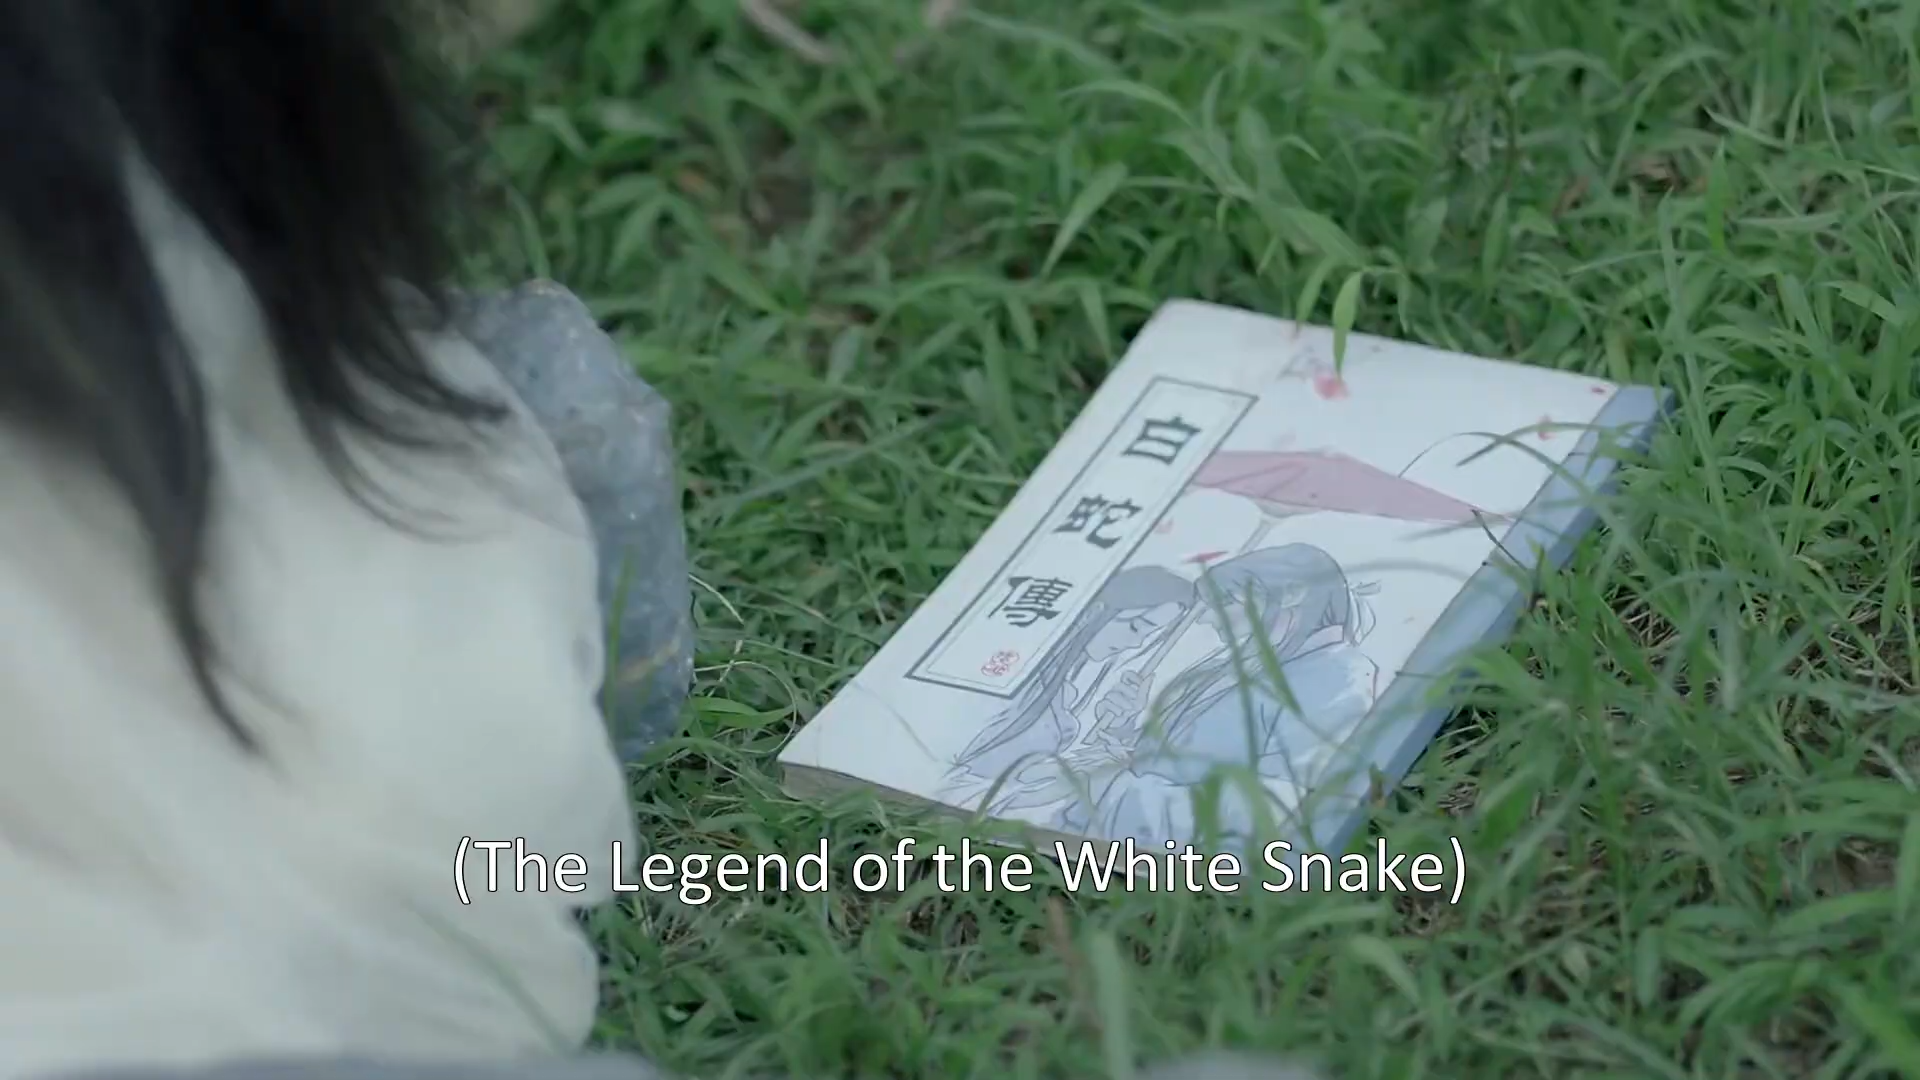 白蛇傳
(The Legend of the White Snake)